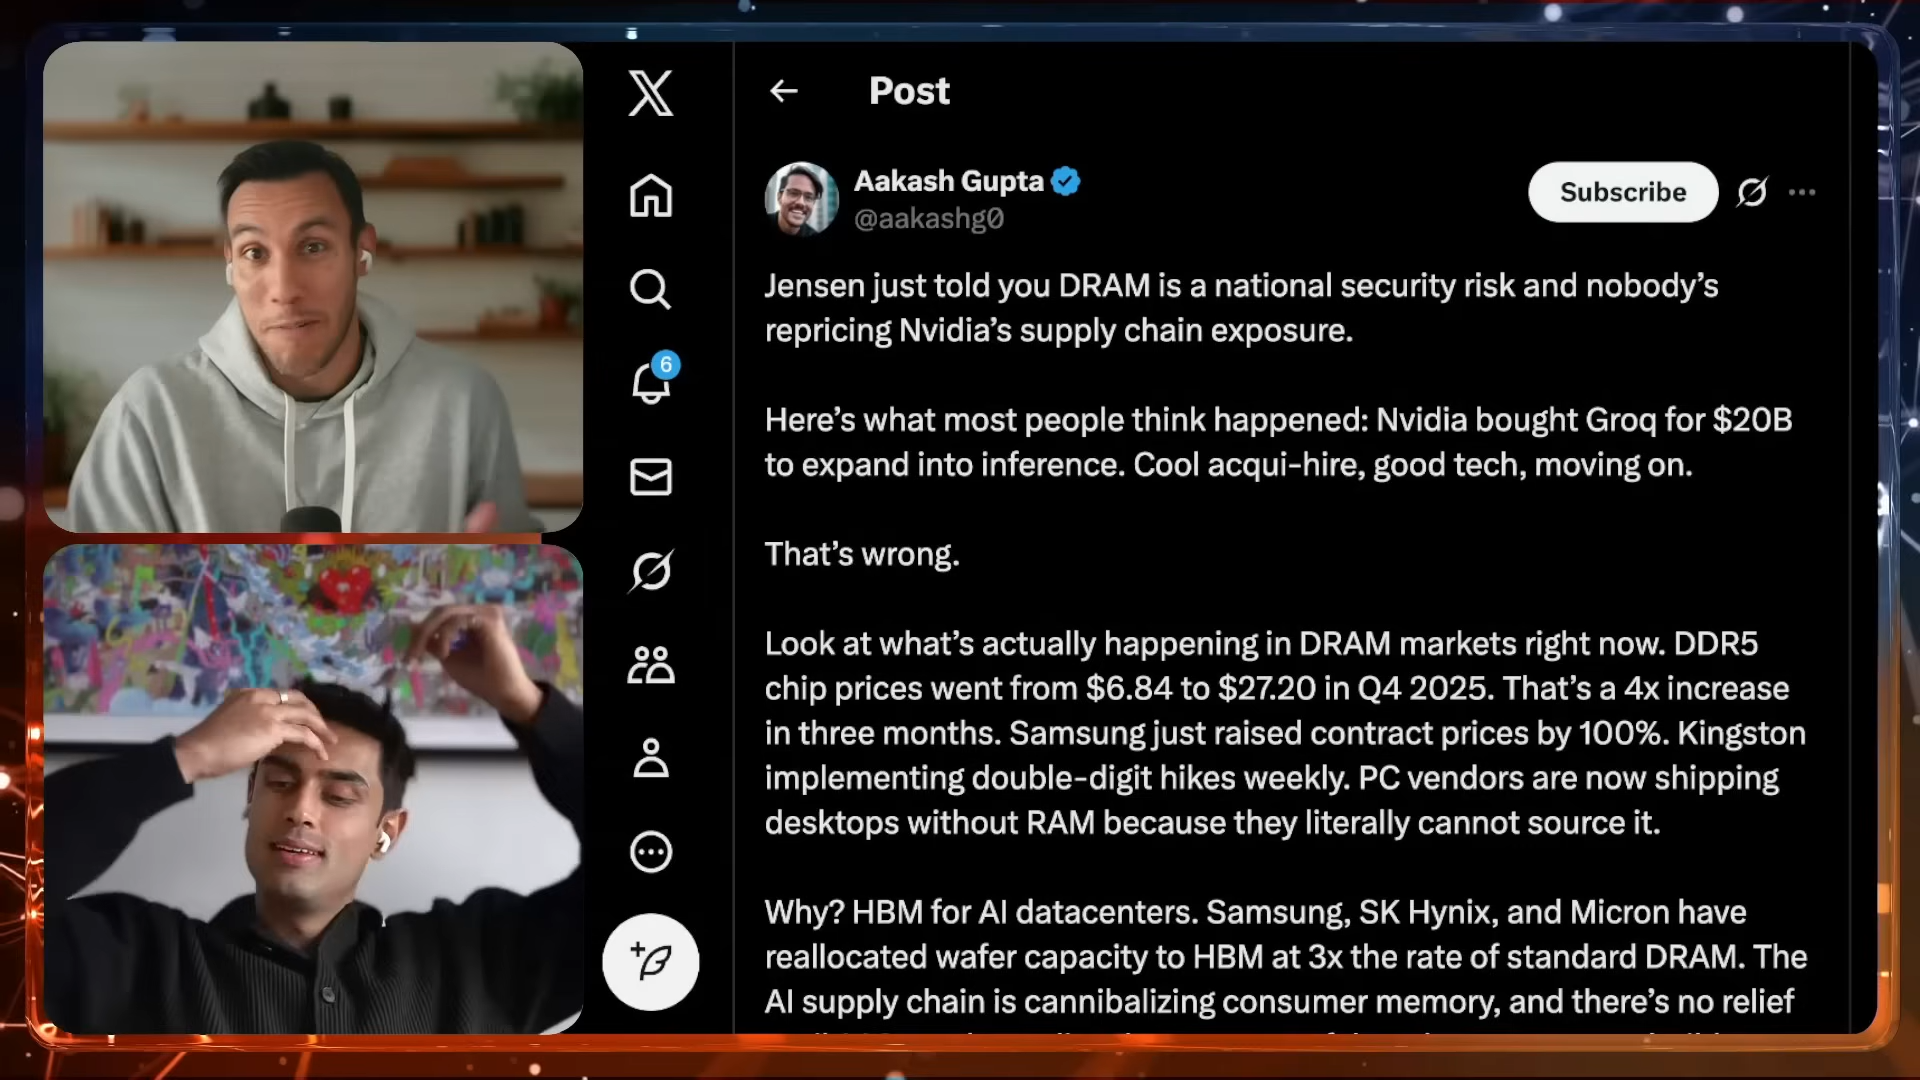 Post
Aakash Gupta
@aakashg0
Subscribe
6
Jensen just told you DRAM is a national security risk and nobody’s
repricing Nvidia’s supply chain exposure.
Here’s what most people think happened: Nvidia bought Groq for $20B
to expand into inference. Cool acqui-hire, good tech, moving on.
That’s wrong.
Look at what’s actually happening in DRAM markets right now. DDR5
chip prices went from $6.84 to $27.20 in Q4 2025. That’s a 4x increase
in three months. Samsung just raised contract prices by 100%. Kingston
implementing double-digit hikes weekly. PC vendors are now shipping
desktops without RAM because they literally cannot source it.
Why? HBM for AI datacenters. Samsung, SK Hynix, and Micron have
reallocated wafer capacity to HBM at 3x the rate of standard DRAM. The
AI supply chain is cannibalizing consumer memory, and there’s no relief